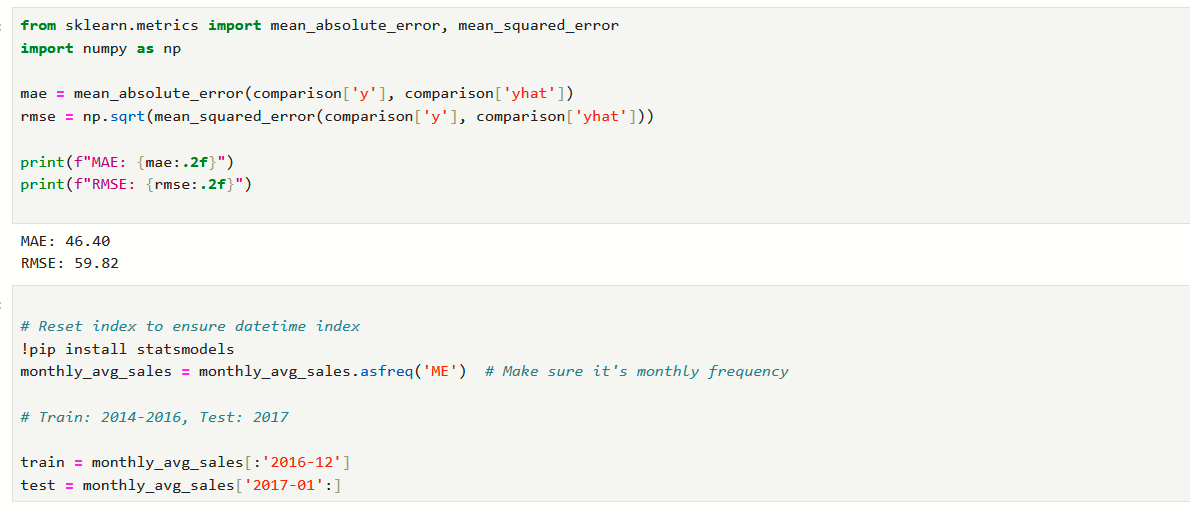 from sklearn.metrics import mean_absolute_error, mean_squared_error
import numpy as np
mae = mean_absolute_error(comparison['y'], comparison['yhat'])
rmse = np.sqrt(mean_squared_error(comparison['y'], comparison['yhat']))
print(f"MAE: {mae:.2f}")
print(f"RMSE: {rmse:.2f}")
MAE: 46.40
RMSE: 59.82
# Reset index to ensure datetime index
!pip install statsmodels
monthly_avg_sales = monthly_avg_sales.asfreq('ME')  # Make sure it's monthly frequency
# Train: 2014-2016, Test: 2017
train = monthly_avg_sales[:'2016-12']
test = monthly_avg_sales['2017-01':]